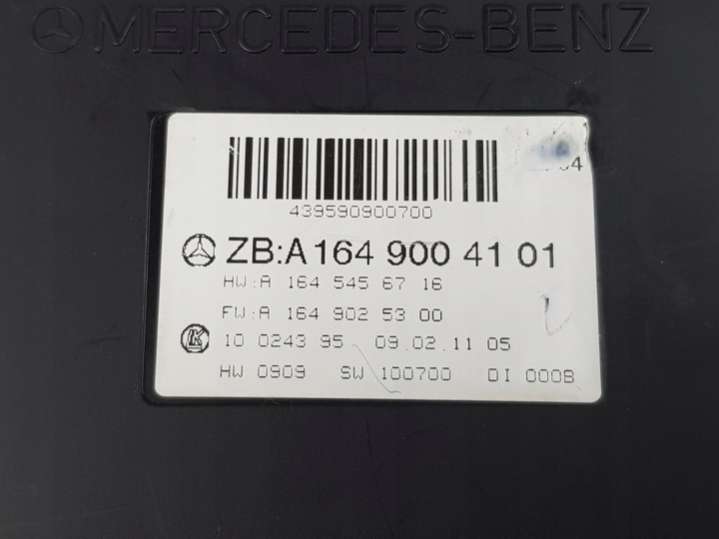 MERCEDES-BENZ
439590900700
ZB:A 164 900 41 01
HW:A 164 545 67 16
FW:A 164 902 53 00
LK 10 0243 95 09.02.11 05
HW 0909 SW 100700 DI 000B